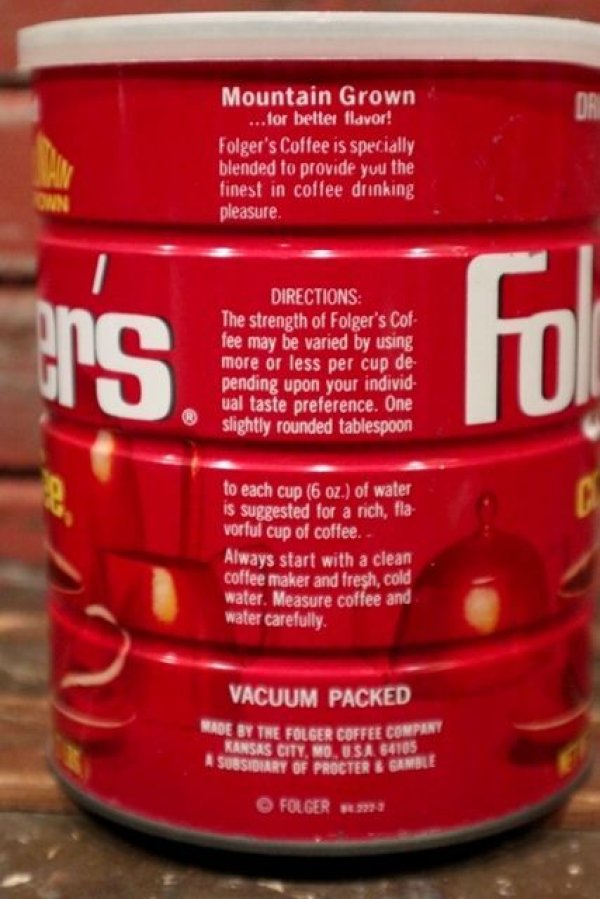 Mountain Grown
...for better flavor!
Folger's Coffee is specially
blended to provide you the
finest in coffee drinking
pleasure.
DR
OWN
er's ®
Fol
DIRECTIONS:
The strength of Folger's Cof-
fee may be varied by using
more or less per cup de-
pending upon your individ-
ual taste preference. One
slightly rounded tablespoon
to each cup (6 oz.) of water
is suggested for a rich, fla-
vorful cup of coffee.
Always start with a clean
coffee maker and fresh, cold
water. Measure coffee and
water carefully.
VACUUM PACKED
MADE BY THE FOLGER COFFEE COMPANY
KANSAS CITY, MO., U.S.A. 64105
A SUBSIDIARY OF PROCTER & GAMBLE
© FOLGER